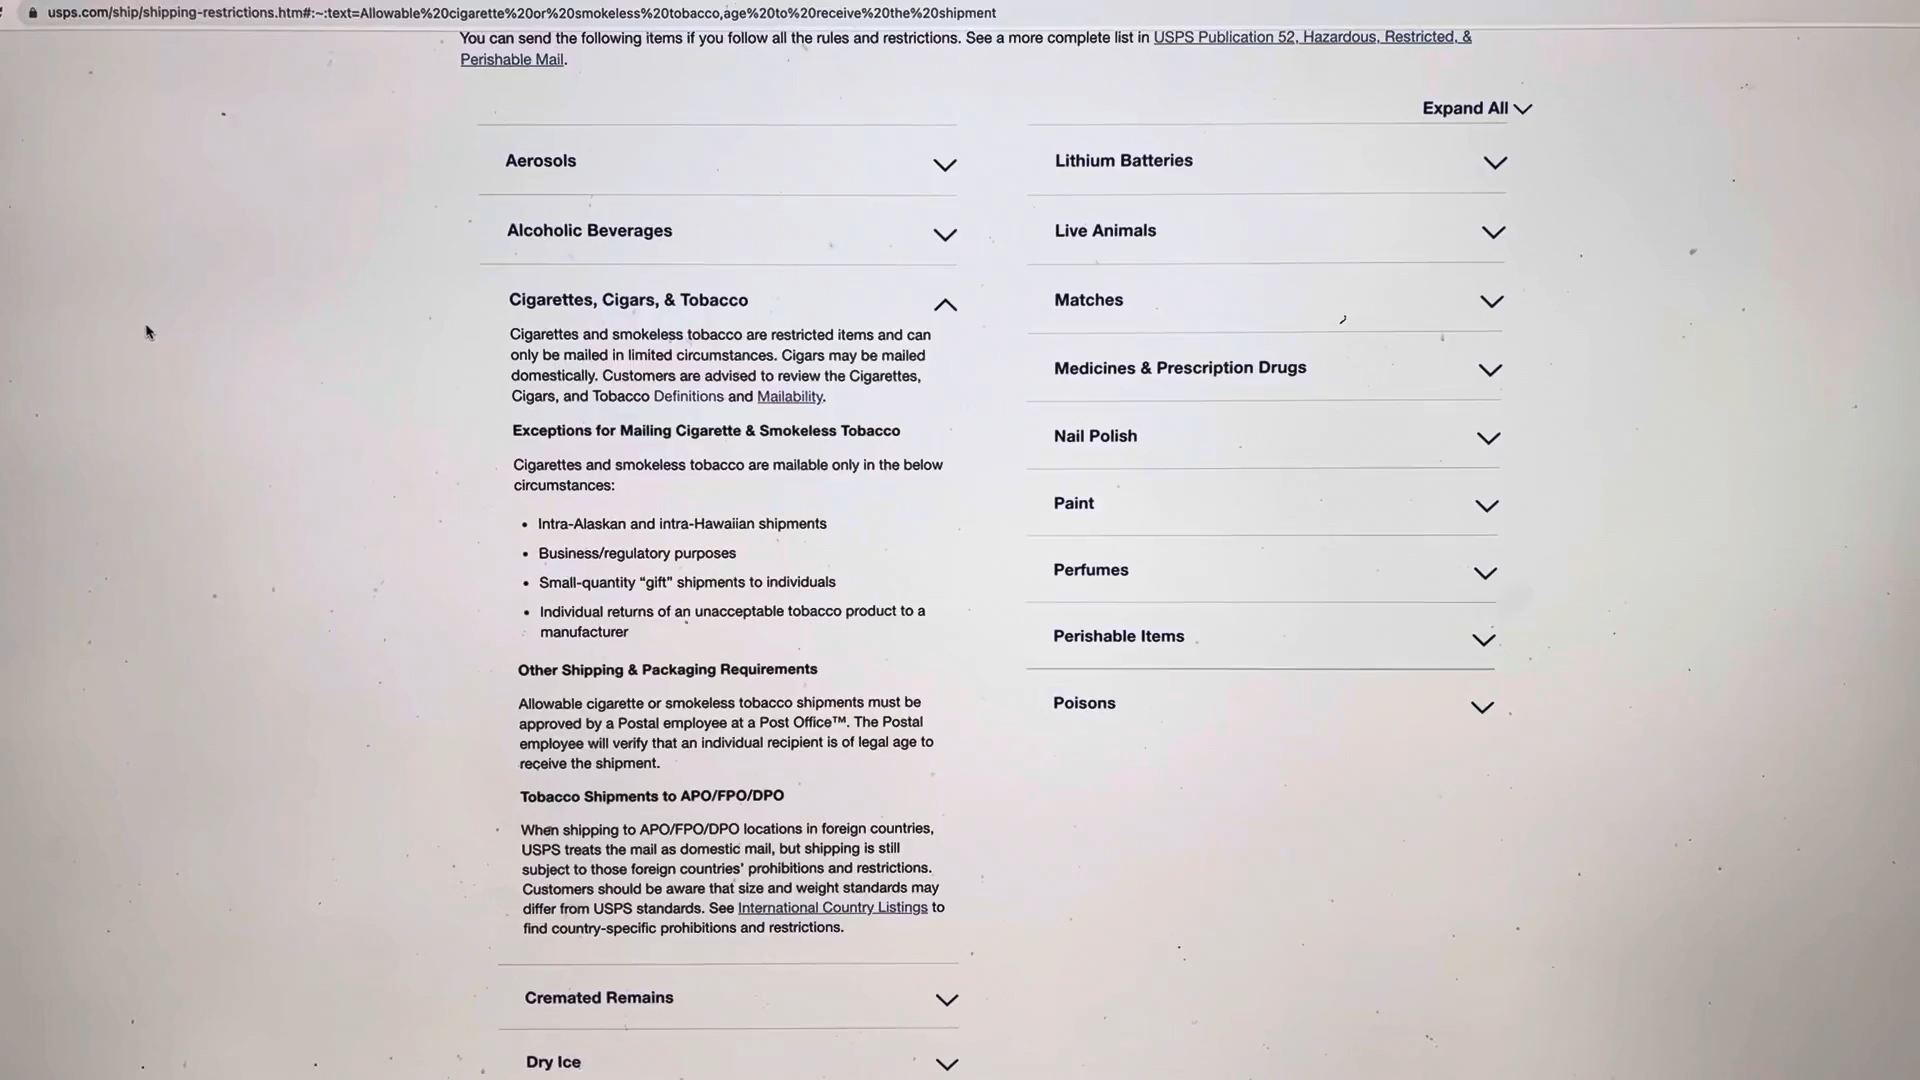 usps.com/ship/shipping-restrictions.htm#:~:text=Allowable%20cigarette%20or%20smokeless%20tobacco,age%20to%20receive%20the%20shipment
You can send the following items if you follow all the rules and restrictions. See a more complete list in USPS Publication 52, Hazardous, Restricted, &
Perishable Mail.
Expand All
Aerosols
Alcoholic Beverages
Cigarettes, Cigars, & Tobacco
Cigarettes and smokeless tobacco are restricted items and can
only be mailed in limited circumstances. Cigars may be mailed
domestically. Customers are advised to review the Cigarettes,
Cigars, and Tobacco Definitions and Mailability.
Exceptions for Mailing Cigarette & Smokeless Tobacco
Cigarettes and smokeless tobacco are mailable only in the below
circumstances:
• Intra-Alaskan and intra-Hawaiian shipments
• Business/regulatory purposes
• Small-quantity “gift” shipments to individuals
• Individual returns of an unacceptable tobacco product to a
manufacturer
Other Shipping & Packaging Requirements
Allowable cigarette or smokeless tobacco shipments must be
approved by a Postal employee at a Post Office™. The Postal
employee will verify that an individual recipient is of legal age to
receive the shipment.
Tobacco Shipments to APO/FPO/DPO
When shipping to APO/FPO/DPO locations in foreign countries,
USPS treats the mail as domestic mail, but shipping is still
subject to those foreign countries’ prohibitions and restrictions.
Customers should be aware that size and weight standards may
differ from USPS standards. See International Country Listings to
find country-specific prohibitions and restrictions.
Cremated Remains
Dry Ice
Lithium Batteries
Live Animals
Matches
Medicines & Prescription Drugs
Nail Polish
Paint
Perfumes
Perishable Items
Poisons